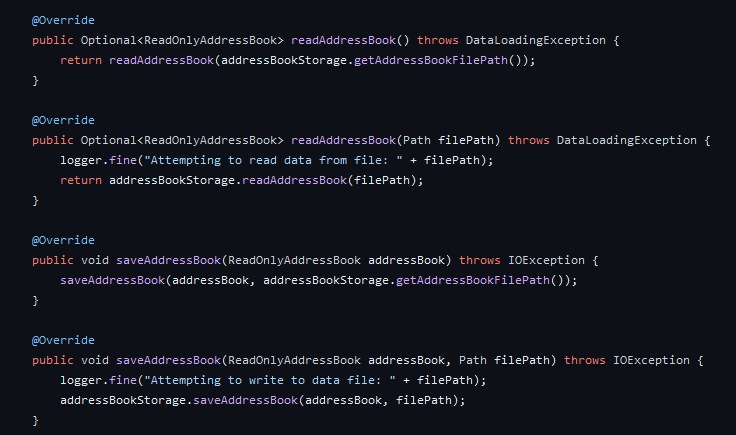 @Override
public Optional<ReadOnlyAddressBook> readAddressBook() throws DataLoadingException {
return readAddressBook(addressBookStorage.getAddressBookFilePath());
}
@Override
public Optional<ReadOnlyAddressBook> readAddressBook(Path filePath) throws DataLoadingException {
logger.fine("Attempting to read data from file: " + filePath);
return addressBookStorage.readAddressBook(filePath);
}
@Override
public void saveAddressBook(ReadOnlyAddressBook addressBook) throws IOException {
saveAddressBook(addressBook, addressBookStorage.getAddressBookFilePath());
}
@Override
public void saveAddressBook(ReadOnlyAddressBook addressBook, Path filePath) throws IOException {
logger.fine("Attempting to write to data file: " + filePath);
addressBookStorage.saveAddressBook(addressBook, filePath);
}